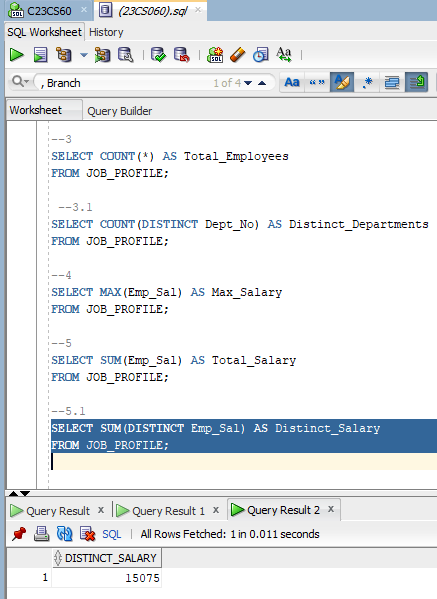 C23CS60 × (23CS060).sql ×
SQL Worksheet History
SQL Aa
, Branch 1 of 4 Aa “” .*
Worksheet Query Builder
--3
SELECT COUNT(*) AS Total_Employees
FROM JOB_PROFILE;
--3.1
SELECT COUNT(DISTINCT Dept_No) AS Distinct_Departments
FROM JOB_PROFILE;
--4
SELECT MAX(Emp_Sal) AS Max_Salary
FROM JOB_PROFILE;
--5
SELECT SUM(Emp_Sal) AS Total_Salary
FROM JOB_PROFILE;
--5.1
SELECT SUM(DISTINCT Emp_Sal) AS Distinct_Salary
FROM JOB_PROFILE;
Query Result × Query Result 1 × Query Result 2 ×
SQL | All Rows Fetched: 1 in 0.011 seconds
DISTINCT_SALARY
1 15075